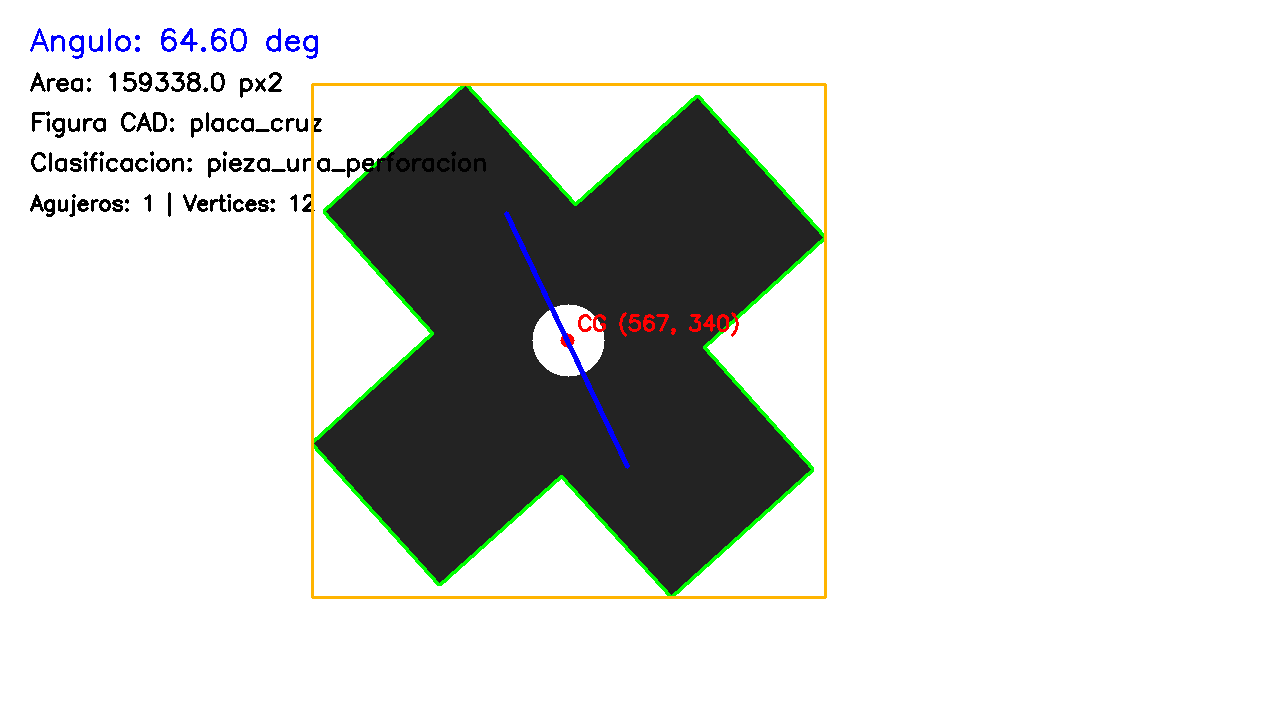 Angulo: 64.60 deg
Area: 159338.0 px2
Figura CAD: placa_cruz
Clasificacion: pieza_una_perforacion
Agujeros: 1 | Vertices: 12
CG (567, 340)